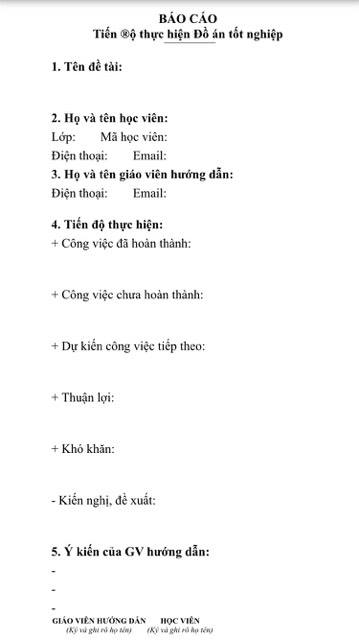 BÁO CÁO
Tiến ®ộ thực hiện Đồ án tốt nghiệp
1. Tên đề tài:
2. Họ và tên học viên:
Lớp: Mã học viên:
Điện thoại: Email:
3. Họ và tên giáo viên hướng dẫn:
Điện thoại: Email:
4. Tiến độ thực hiện:
+ Công việc đã hoàn thành:
+ Công việc chưa hoàn thành:
+ Dự kiến công việc tiếp theo:
+ Thuận lợi:
+ Khó khăn:
- Kiến nghị, đề xuất:
5. Ý kiến của GV hướng dẫn:
-
-
-
GIÁO VIÊN HƯỚNG DẪN HỌC VIÊN
(Ký và ghi rõ họ tên) (Ký và ghi rõ họ tên)